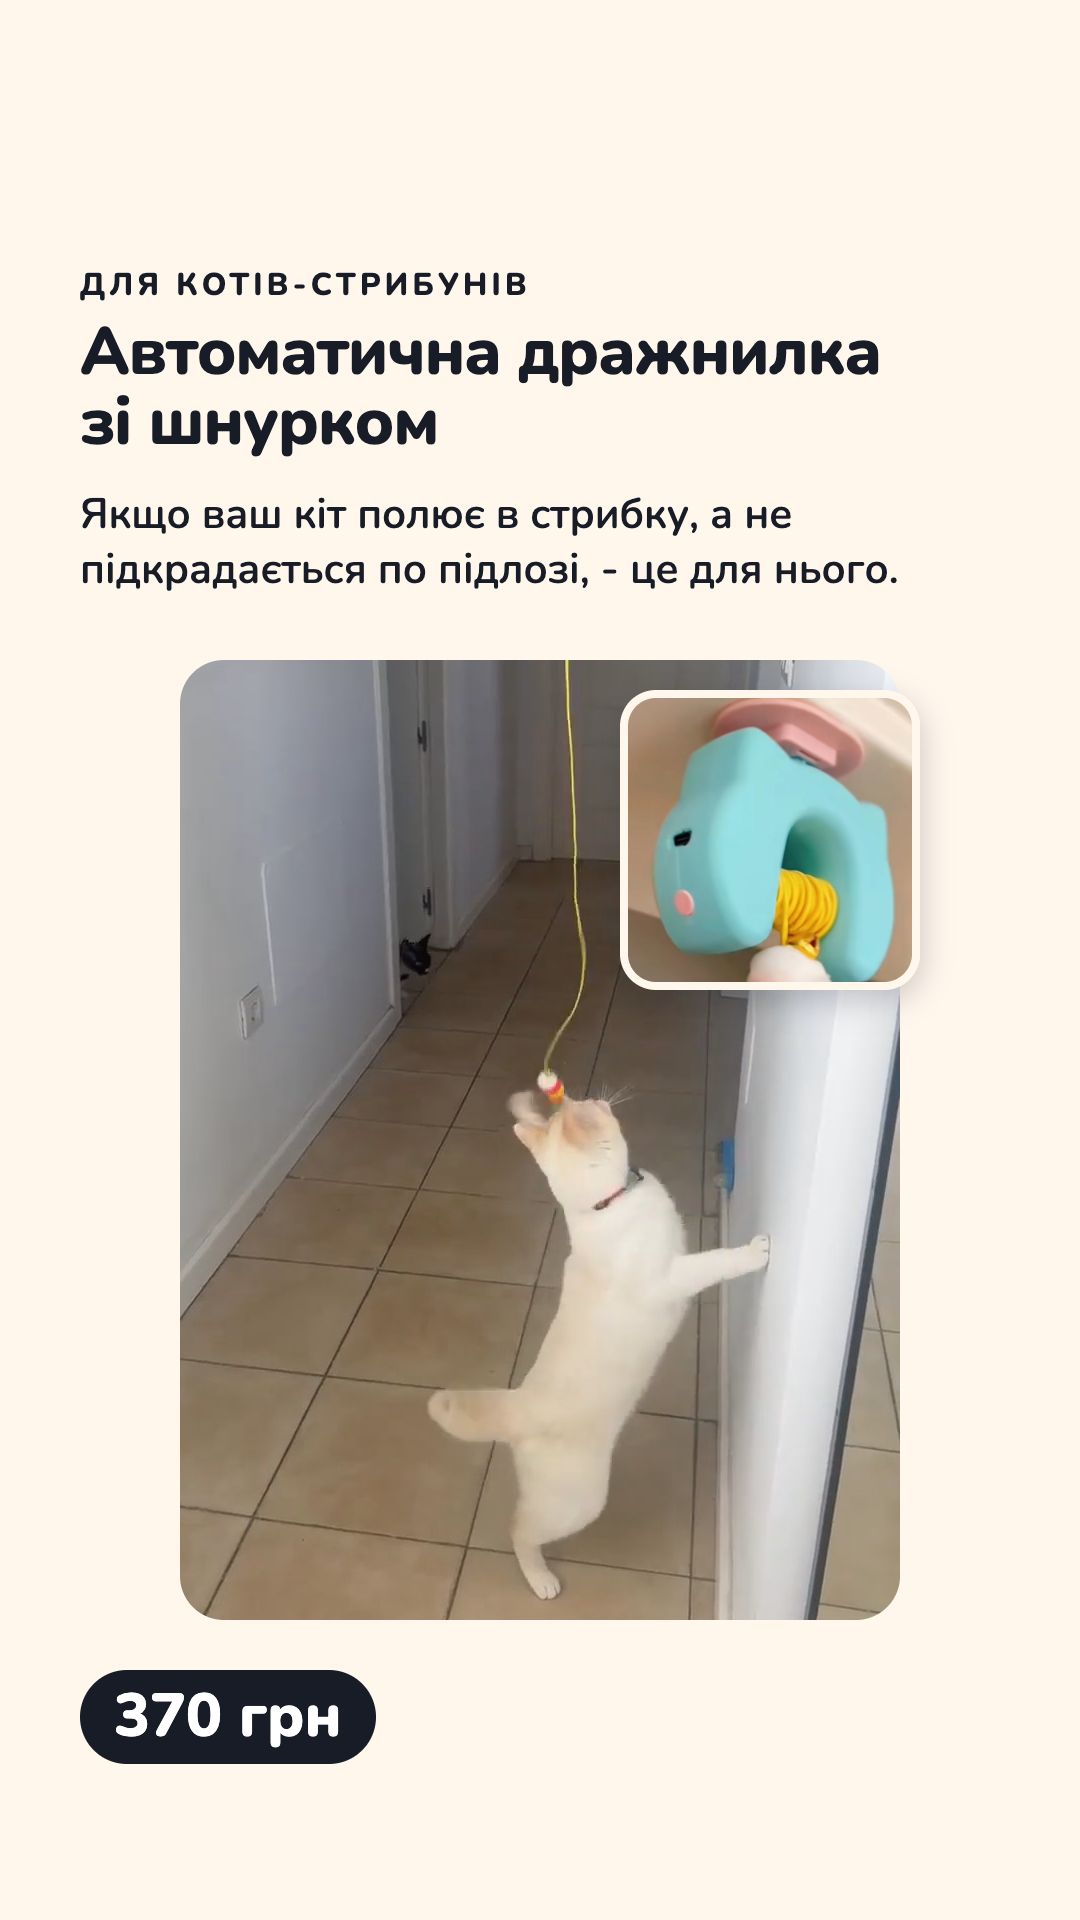 ДЛЯ КОТІВ-СТРИБУНІВ
Автоматична дражнилка
зі шнурком
Якщо ваш кіт полює в стрибку, а не
підкрадається по підлозі, - це для нього.
370 грн